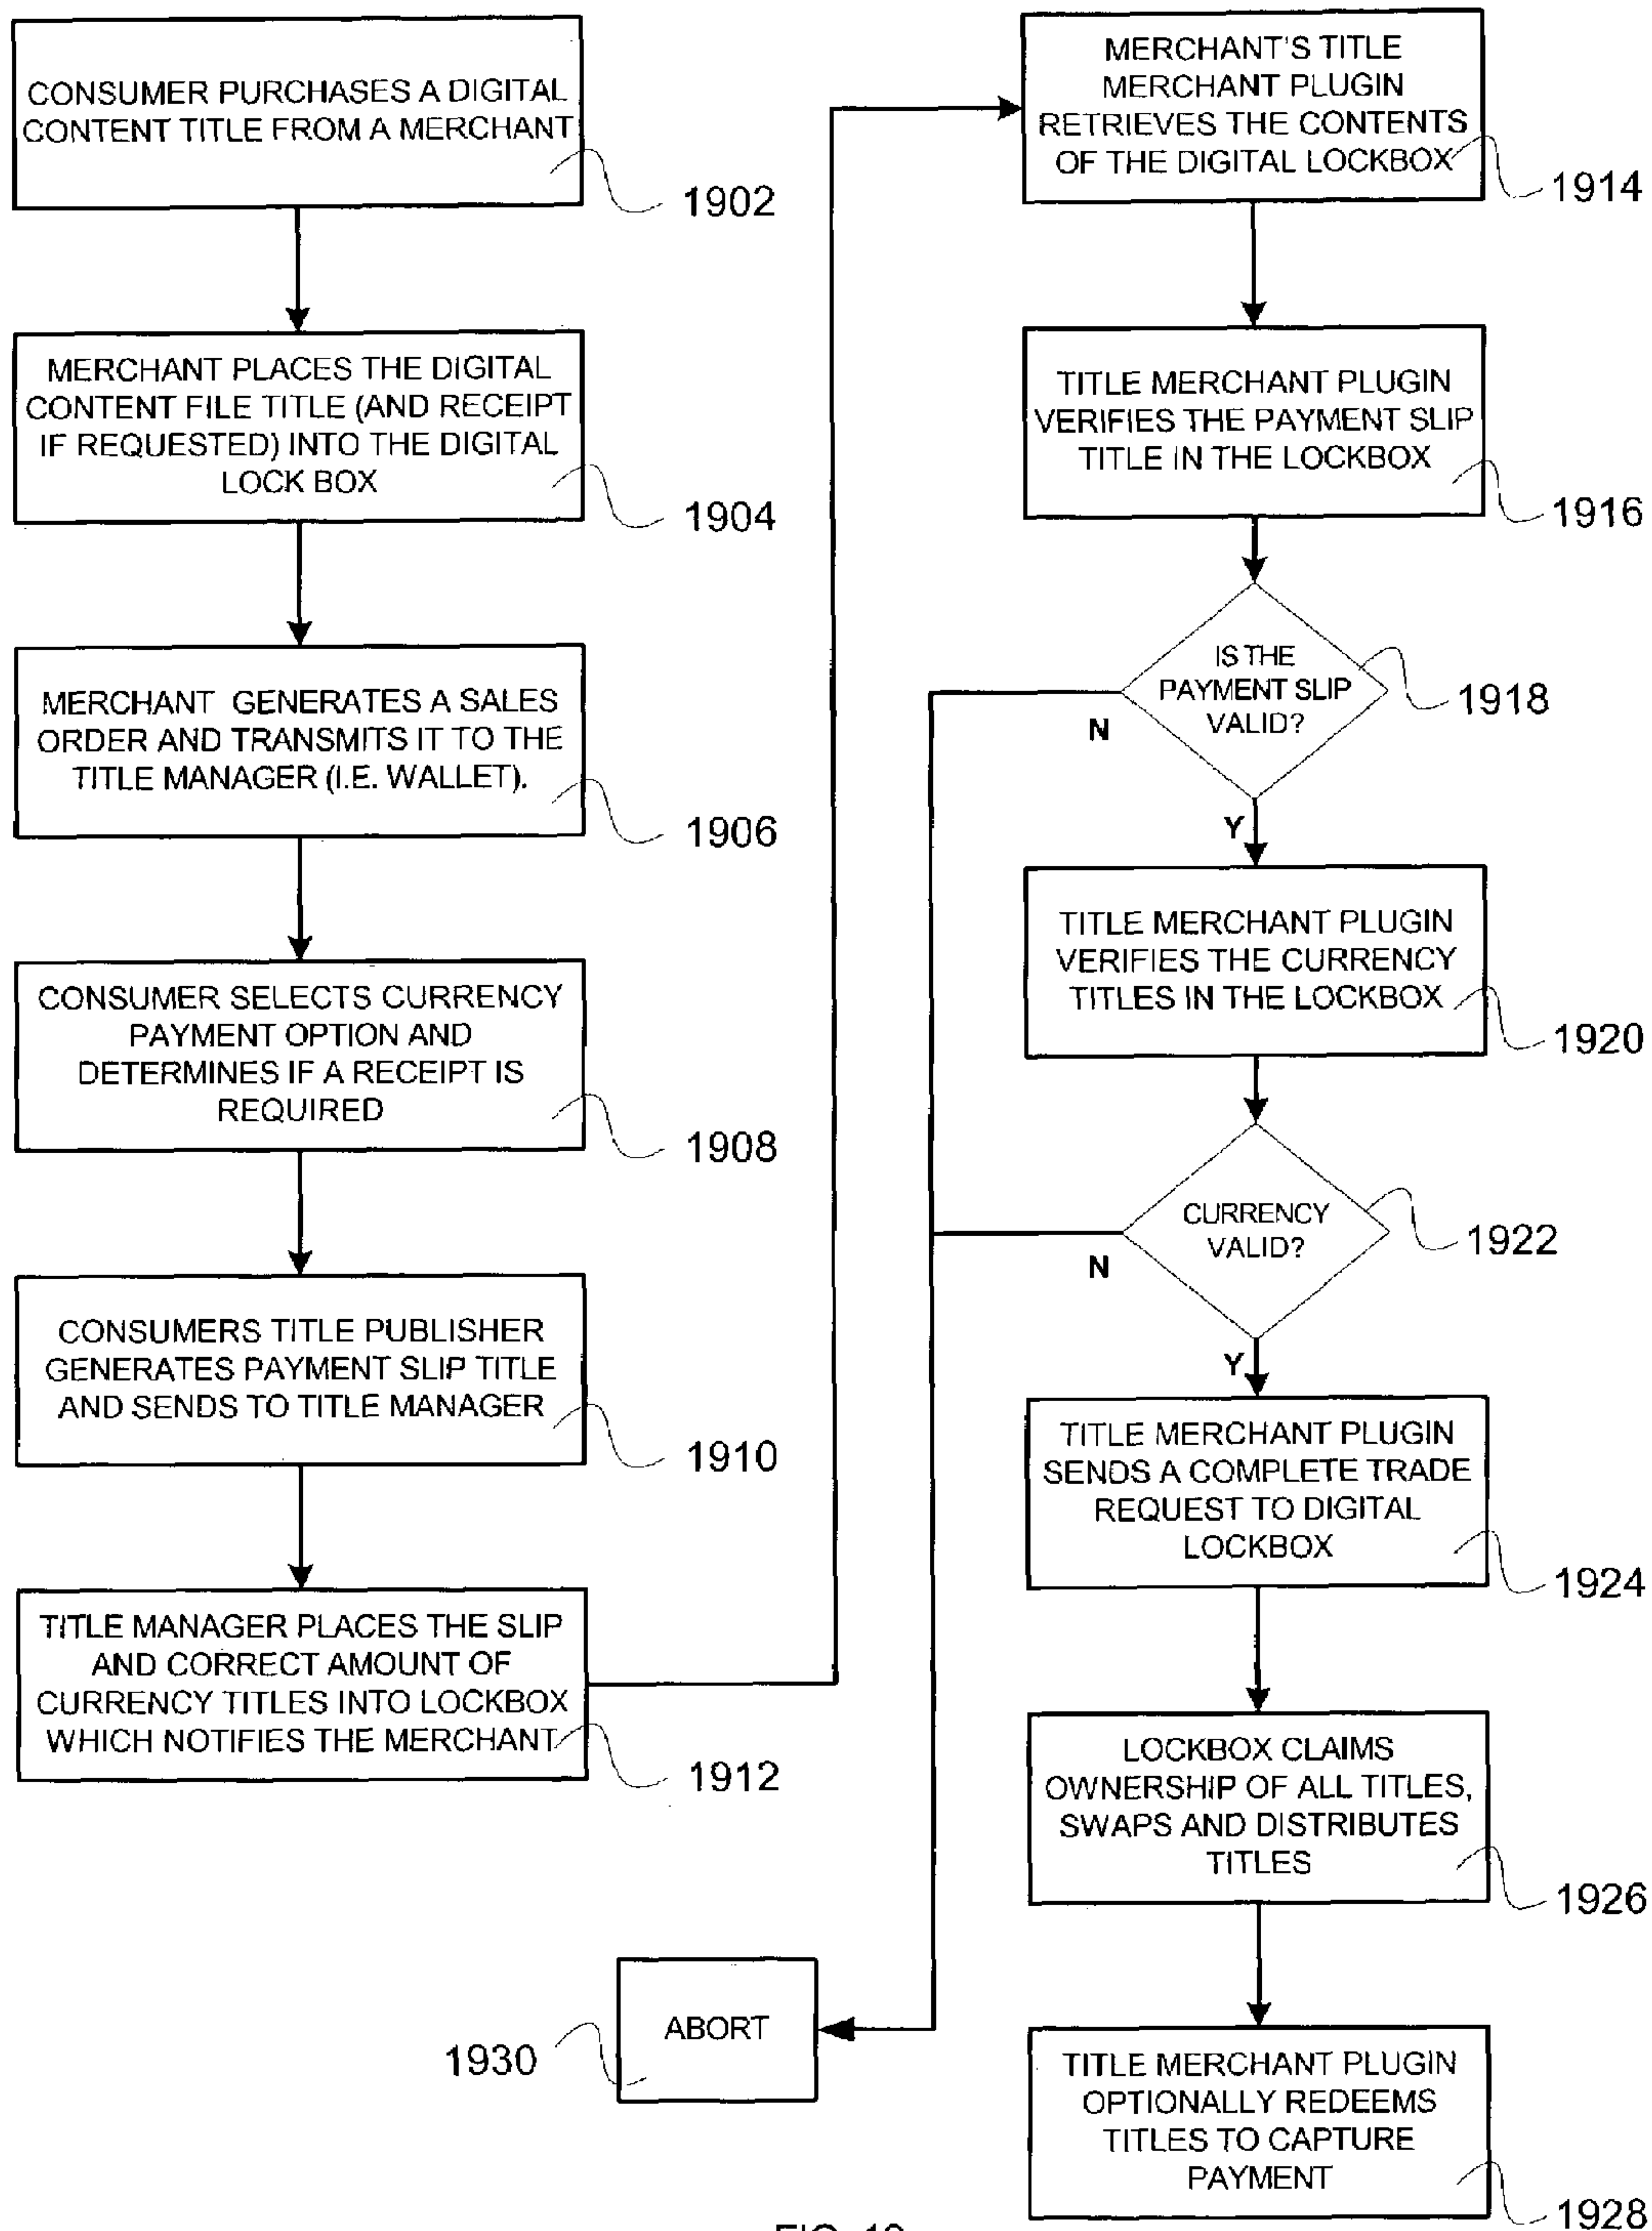 CONSUMER PURCHASES A DIGITAL
CONTENT TITLE FROM A MERCHANT
1902
MERCHANT PLACES THE DIGITAL
CONTENT FILE TITLE (AND RECEIPT
IF REQUESTED) INTO THE DIGITAL
LOCK BOX
1904
MERCHANT GENERATES A SALES
ORDER AND TRANSMITS IT TO THE
TITLE MANAGER (I.E. WALLET).
1906
CONSUMER SELECTS CURRENCY
PAYMENT OPTION AND
DETERMINES IF A RECEIPT IS
REQUIRED
1908
CONSUMERS TITLE PUBLISHER
GENERATES PAYMENT SLIP TITLE
AND SENDS TO TITLE MANAGER
1910
TITLE MANAGER PLACES THE SLIP
AND CORRECT AMOUNT OF
CURRENCY TITLES INTO LOCKBOX
WHICH NOTIFIES THE MERCHANT
1912
MERCHANT'S TITLE
MERCHANT PLUGIN
RETRIEVES THE CONTENTS
OF THE DIGITAL LOCKBOX
1914
TITLE MERCHANT PLUGIN
VERIFIES THE PAYMENT SLIP
TITLE IN THE LOCKBOX
1916
IS THE
PAYMENT SLIP
VALID?
1918
N
Y
TITLE MERCHANT PLUGIN
VERIFIES THE CURRENCY
TITLES IN THE LOCKBOX
1920
CURRENCY
VALID?
1922
N
Y
TITLE MERCHANT PLUGIN
SENDS A COMPLETE TRADE
REQUEST TO DIGITAL
LOCKBOX
1924
LOCKBOX CLAIMS
OWNERSHIP OF ALL TITLES,
SWAPS AND DISTRIBUTES
TITLES
1926
TITLE MERCHANT PLUGIN
OPTIONALLY REDEEMS
TITLES TO CAPTURE
PAYMENT
1928
ABORT
1930